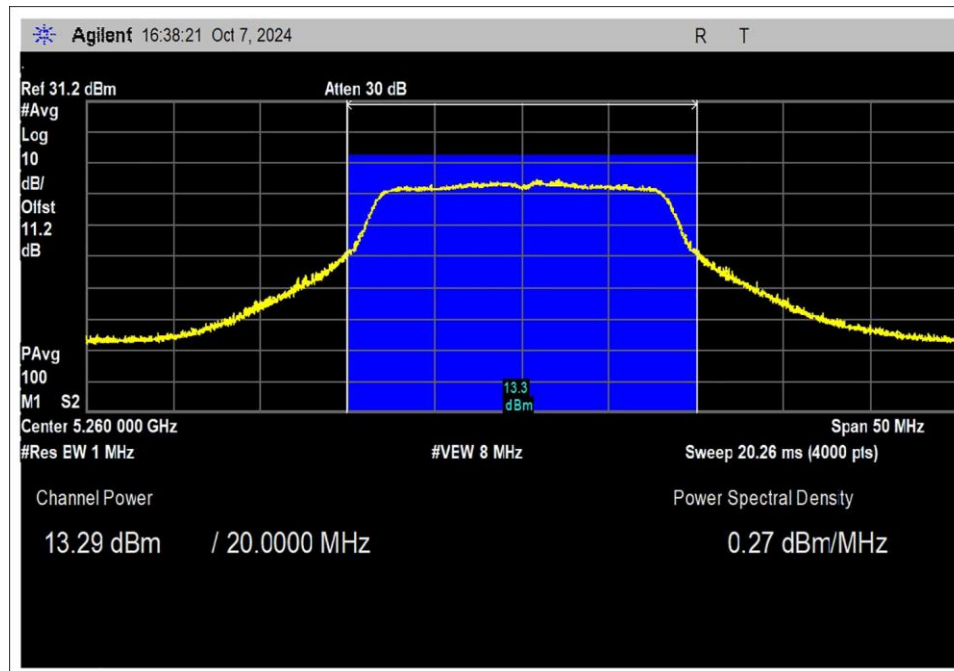 Agilent 16:38:21 Oct 7, 2024 R T
Ref 31.2 dBm Atten 30 dB
#Avg
Log
10
dB/
Offst
11.2
dB
PAvg
100
13.3
dBm
M1 S2
Center 5.260 000 GHz Span 50 MHz
#Res BW 1 MHz #VBW 8 MHz Sweep 20.26 ms (4000 pts)
Channel Power Power Spectral Density
13.29 dBm / 20.0000 MHz 0.27 dBm/MHz